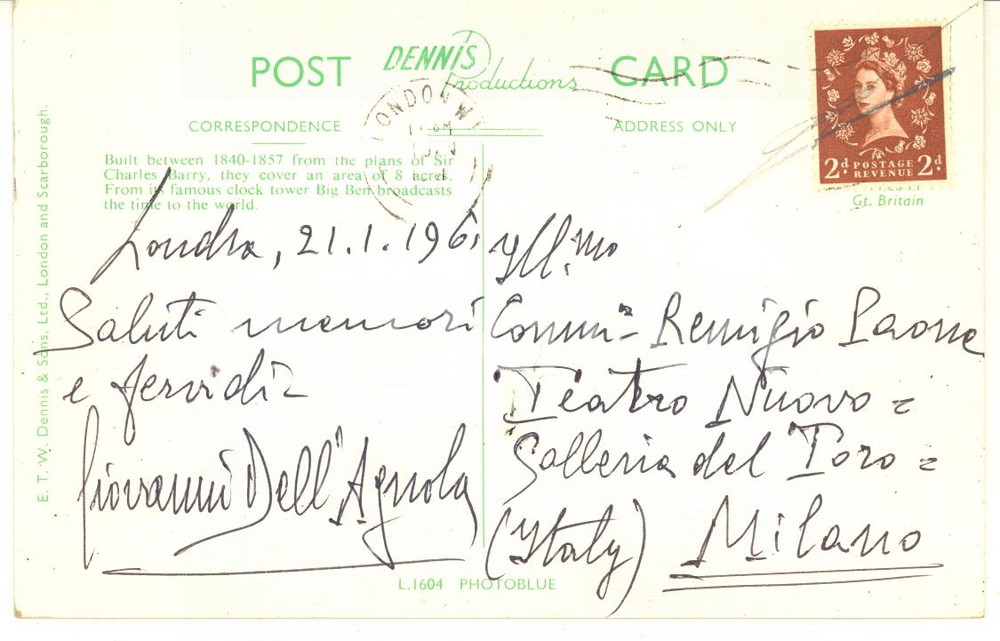 POST DENNIS Productions CARD
CORRESPONDENCE
ADDRESS ONLY
Built between 1840-1857 from the plans of Sir
Charles Barry, they cover an area of 8 acres.
From its famous clock tower Big Ben broadcasts
the time to the world.
Londra, 21.1.1961
Saluti memori
e fervidi-
Giovanni Dell'Agnola
Ill.mo
Comm- Remigio Paone
Teatro Nuovo =
Galleria del Toro =
(Italy) Milano
LONDON W1
2d POSTAGE REVENUE 2d
Gt. Britain
L.1604 PHOTOBLUE
E. T. W. Dennis & Sons, Ltd., London and Scarborough.